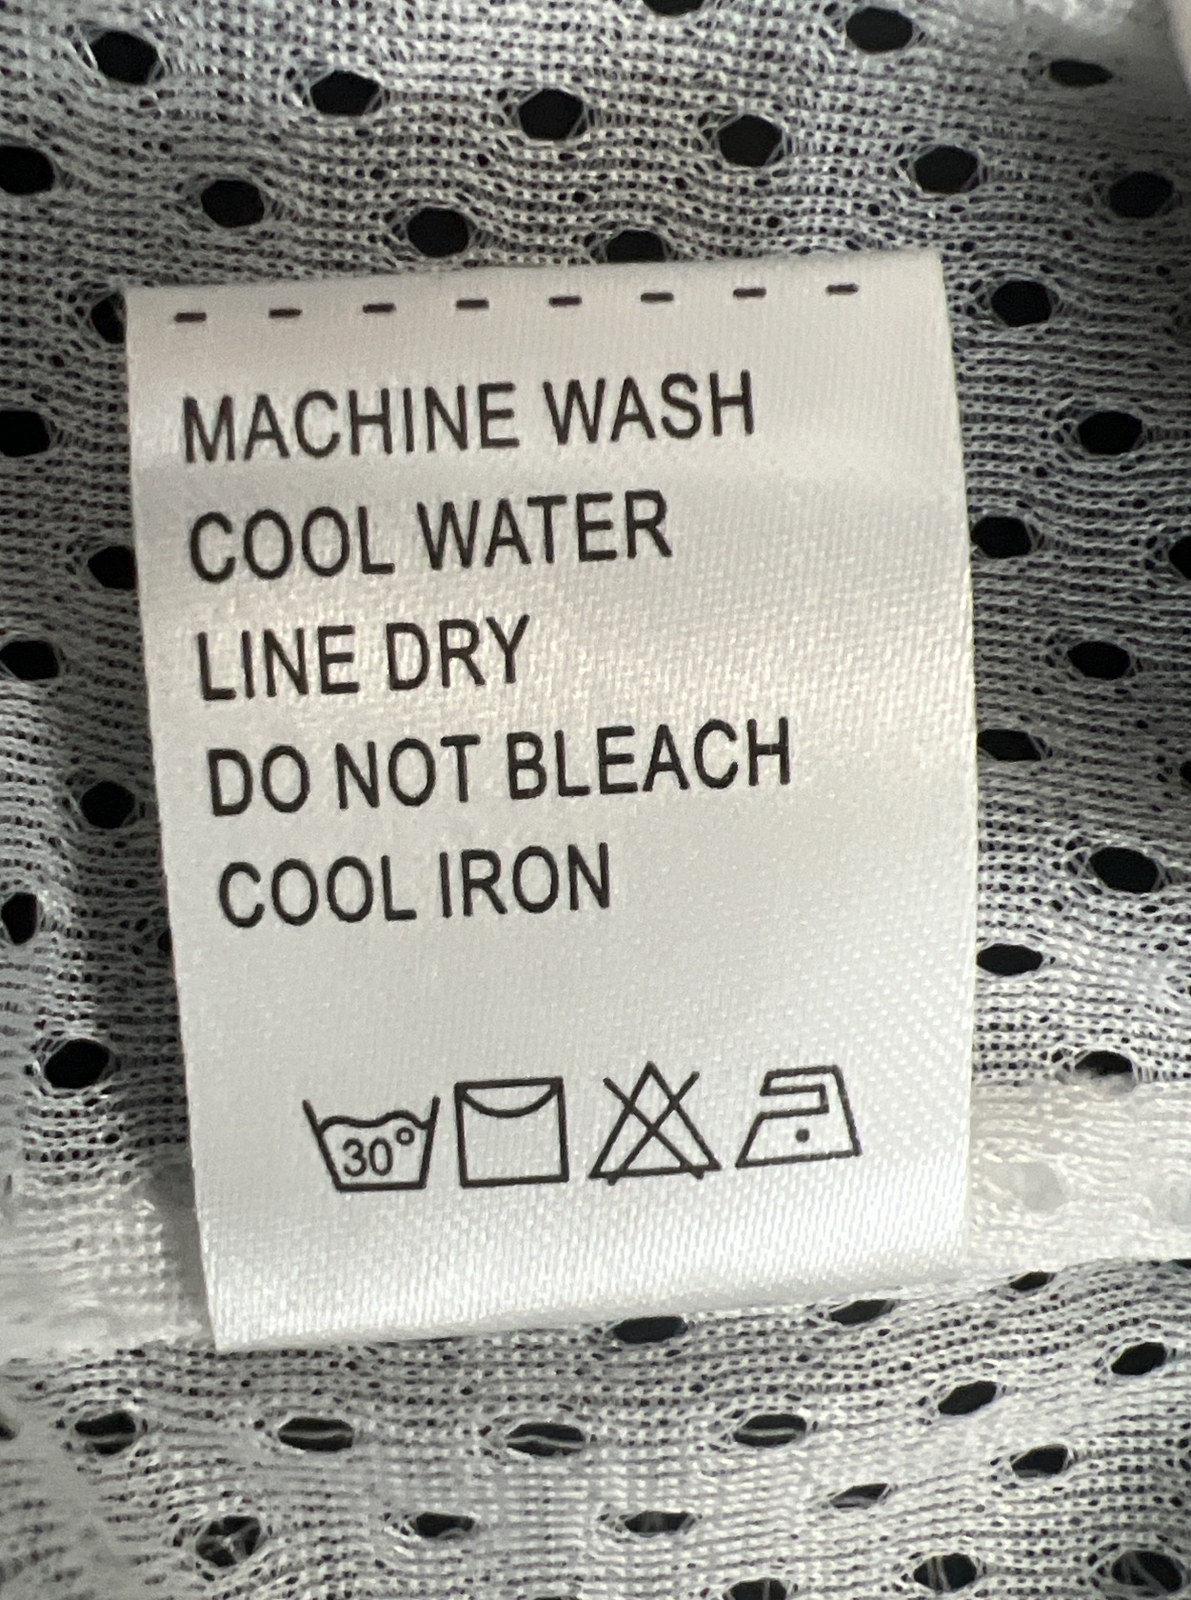 MACHINE WASH
COOL WATER
LINE DRY
DO NOT BLEACH
COOL IRON
30°